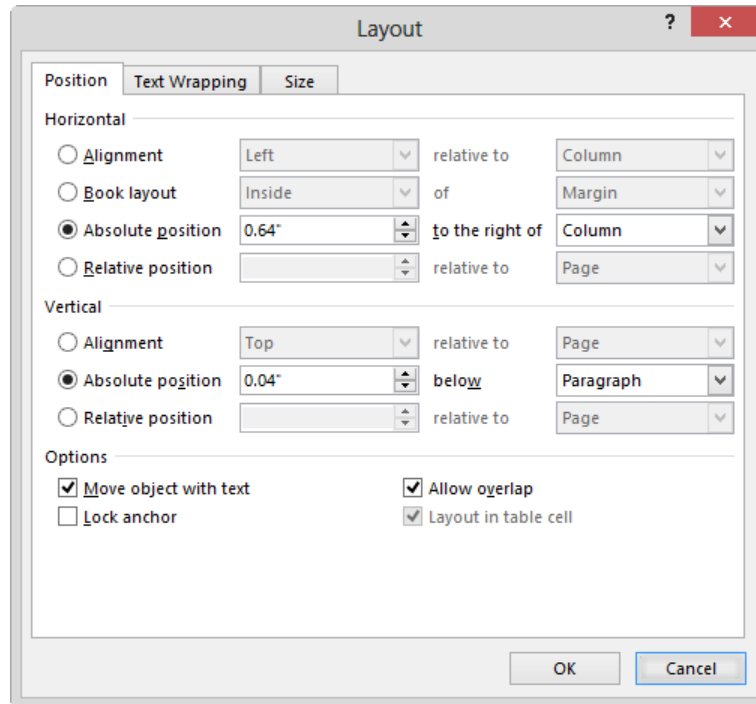 Layout ?
Position Text Wrapping Size
Horizontal
Alignment Left relative to Column
Book layout Inside of Margin
Absolute position 0.64" to the right of Column
Relative position relative to Page
Vertical
Alignment Top relative to Page
Absolute position 0.04" below Paragraph
Relative position relative to Page
Options
Move object with text Allow overlap
Lock anchor Layout in table cell
OK Cancel